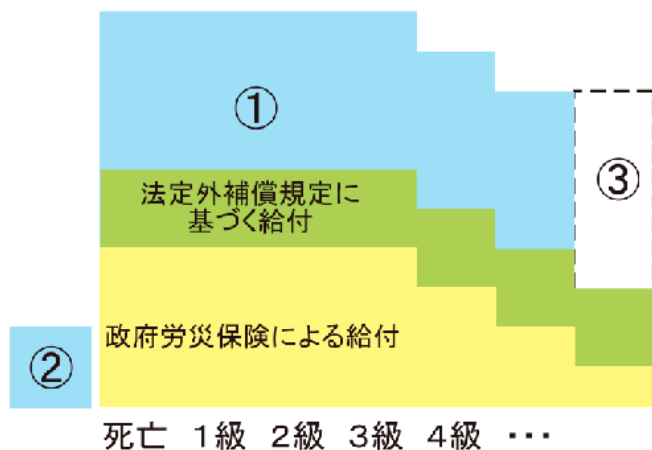 ①
法定外補償規定に
基づく給付
③
政府労災保険による給付
②
死亡 1級 2級 3級 4級 ・・・